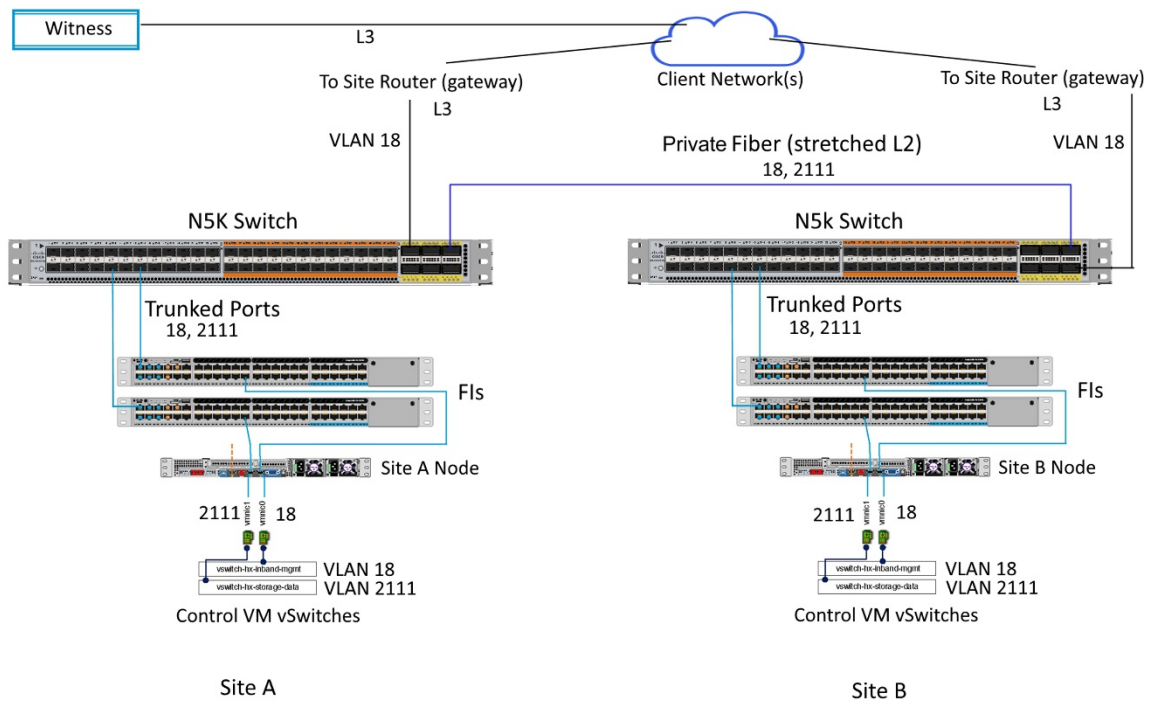 Witness
L3
Client Network(s)
To Site Router (gateway)
L3
To Site Router (gateway)
L3
VLAN 18
VLAN 18
Private Fiber (stretched L2)
18, 2111
N5K Switch
N5k Switch
Trunked Ports
18, 2111
Trunked Ports
18, 2111
FIs
FIs
Site A Node
Site B Node
2111
vmnic1
vmnic0
18
2111
vmnic1
vmnic0
18
vswitch-hx-inband-mgmt
VLAN 18
vswitch-hx-storage-data
VLAN 2111
vswitch-hx-inband-mgmt
VLAN 18
vswitch-hx-storage-data
VLAN 2111
Control VM vSwitches
Control VM vSwitches
Site A
Site B